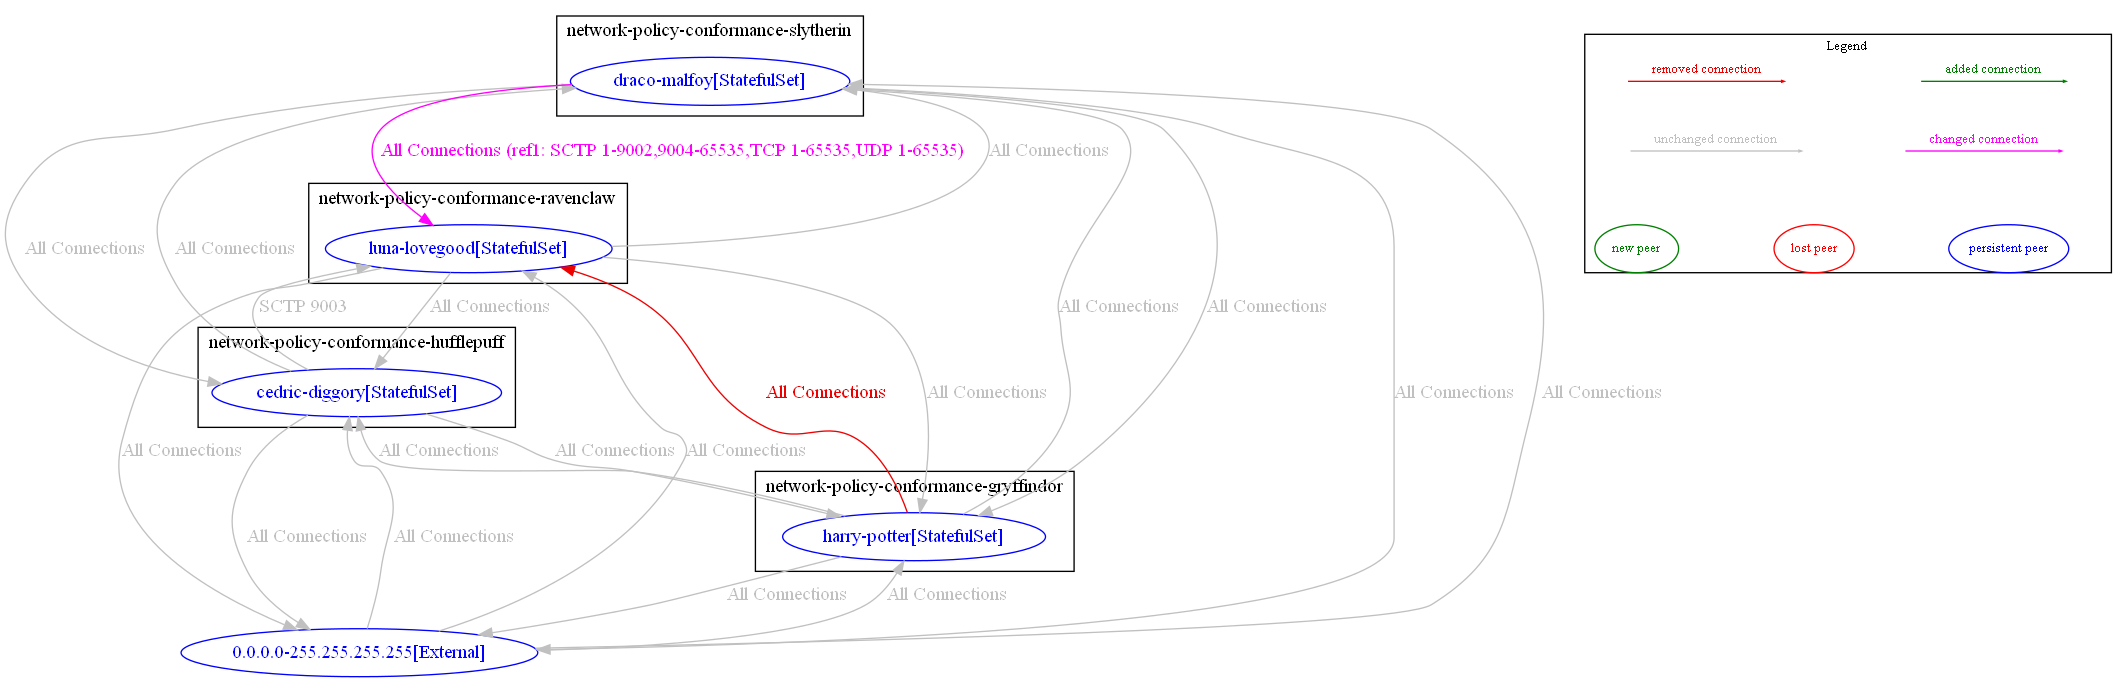 network-policy-conformance-slytherin
draco-malfoy[StatefulSet]
Legend
removed connection
added connection
unchanged connection
changed connection
new peer
lost peer
persistent peer
All Connections (ref1: SCTP 1-9002,9004-65535,TCP 1-65535,UDP 1-65535)
All Connections
network-policy-conformance-ravenclaw
All Connections
All Connections
luna-lovegood[StatefulSet]
SCTP 9003
All Connections
All Connections
All Connections
network-policy-conformance-hufflepuff
cedric-diggory[StatefulSet]
All Connections
All Connections
All Connections
All Connections
All Connections
All Connections
All Connections
All Connections
network-policy-conformance-gryffindor
harry-potter[StatefulSet]
All Connections
All Connections
All Connections
All Connections
0.0.0.0-255.255.255.255[External]